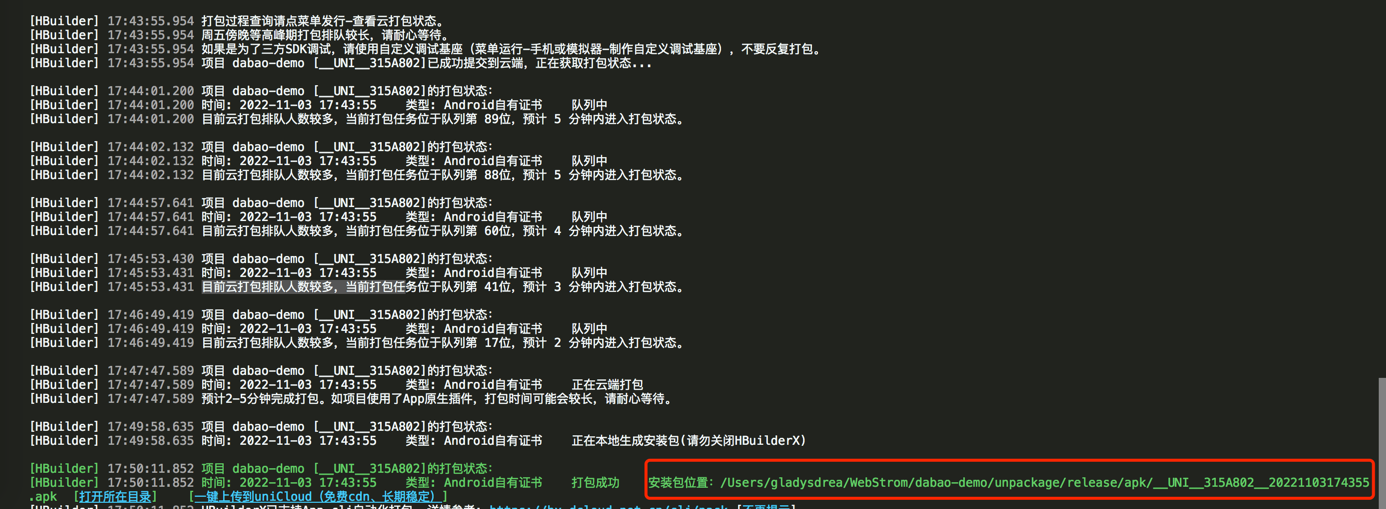 [HBuilder] 17:43:55.954 打包过程查询请点菜单发行-查看云打包状态。
[HBuilder] 17:43:55.954 周五傍晚等高峰期打包排队较长，请耐心等待。
[HBuilder] 17:43:55.954 如果是为了三方SDK调试，请使用自定义调试基座（菜单运行-手机或模拟器-制作自定义调试基座），不要反复打包。
[HBuilder] 17:43:55.954 项目 dabao-demo [__UNI__315A802]已成功提交到云端，正在获取打包状态...
[HBuilder] 17:44:01.200 项目 dabao-demo [__UNI__315A802]的打包状态：
[HBuilder] 17:44:01.200 时间: 2022-11-03 17:43:55    类型: Android自有证书    队列中
[HBuilder] 17:44:01.200 目前云打包排队人数较多，当前打包任务位于队列第 89位，预计 5 分钟内进入打包状态。
[HBuilder] 17:44:02.132 项目 dabao-demo [__UNI__315A802]的打包状态：
[HBuilder] 17:44:02.132 时间: 2022-11-03 17:43:55    类型: Android自有证书    队列中
[HBuilder] 17:44:02.132 目前云打包排队人数较多，当前打包任务位于队列第 88位，预计 5 分钟内进入打包状态。
[HBuilder] 17:44:57.641 项目 dabao-demo [__UNI__315A802]的打包状态：
[HBuilder] 17:44:57.641 时间: 2022-11-03 17:43:55    类型: Android自有证书    队列中
[HBuilder] 17:44:57.641 目前云打包排队人数较多，当前打包任务位于队列第 60位，预计 4 分钟内进入打包状态。
[HBuilder] 17:45:53.430 项目 dabao-demo [__UNI__315A802]的打包状态：
[HBuilder] 17:45:53.431 时间: 2022-11-03 17:43:55    类型: Android自有证书    队列中
[HBuilder] 17:45:53.431 目前云打包排队人数较多，当前打包任务位于队列第 41位，预计 3 分钟内进入打包状态。
[HBuilder] 17:46:49.419 项目 dabao-demo [__UNI__315A802]的打包状态：
[HBuilder] 17:46:49.419 时间: 2022-11-03 17:43:55    类型: Android自有证书    队列中
[HBuilder] 17:46:49.419 目前云打包排队人数较多，当前打包任务位于队列第 17位，预计 2 分钟内进入打包状态。
[HBuilder] 17:47:47.589 项目 dabao-demo [__UNI__315A802]的打包状态：
[HBuilder] 17:47:47.589 时间: 2022-11-03 17:43:55    类型: Android自有证书    正在云端打包
[HBuilder] 17:47:47.589 预计2-5分钟完成打包。如项目使用了App原生插件，打包时间可能会较长，请耐心等待。
[HBuilder] 17:49:58.635 项目 dabao-demo [__UNI__315A802]的打包状态：
[HBuilder] 17:49:58.635 时间: 2022-11-03 17:43:55    类型: Android自有证书    正在本地生成安装包(请勿关闭HBuilderX)
[HBuilder] 17:50:11.852 项目 dabao-demo [__UNI__315A802]的打包状态：
[HBuilder] 17:50:11.852 时间: 2022-11-03 17:43:55    类型: Android自有证书    打包成功    安装包位置：/Users/gladysdrea/WebStrom/dabao-demo/unpackage/release/apk/__UNI__315A802__20221103174355
.apk  [打开所在目录]    [一键上传到uniCloud（免费cdn、长期稳定）]